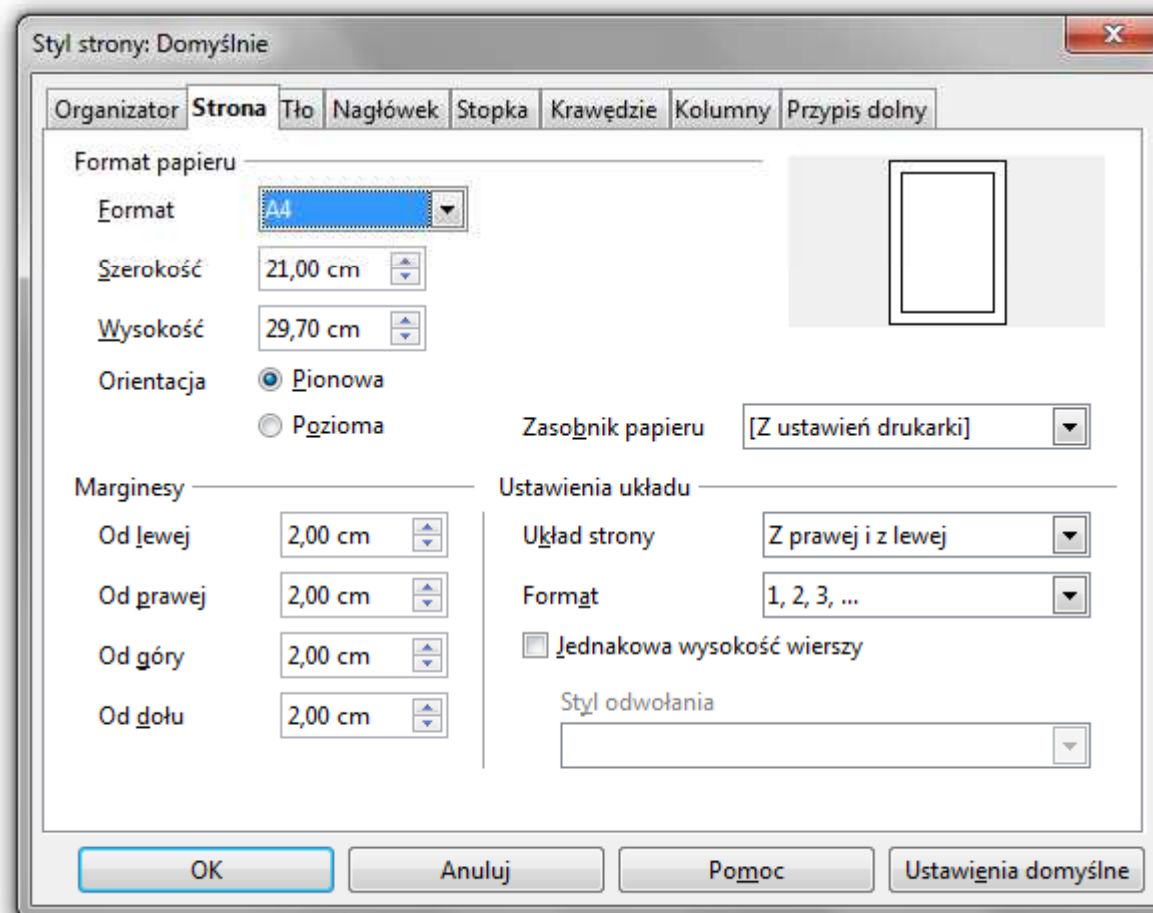 Styl strony: Domyślnie
Organizator Strona Tło Nagłówek Stopka Krawędzie Kolumny Przypis dolny
Format papieru
Format A4
Szerokość 21,00 cm
Wysokość 29,70 cm
Orientacja Pionowa
Pozioma Zasobnik papieru [Z ustawień drukarki]
Marginesy Ustawienia układu
Od lewej 2,00 cm Układ strony Z prawej i z lewej
Od prawej 2,00 cm Format 1, 2, 3, ...
Od góry 2,00 cm Jednakowa wysokość wierszy
Od dołu 2,00 cm Styl odwołania
OK Anuluj Pomoc Ustawienia domyślne